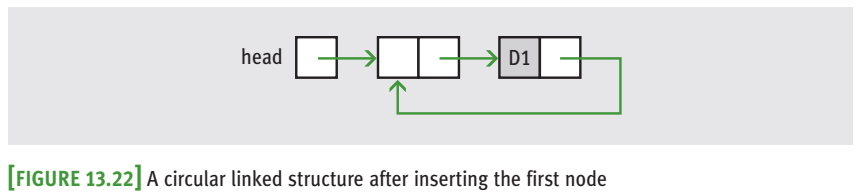 head D1
[FIGURE 13.22] A circular linked structure after inserting the first node